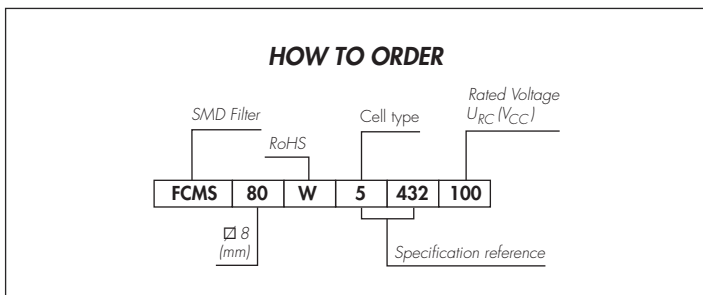 HOW TO ORDER
Rated Voltage
U_RC (V_CC)
SMD Filter
Cell type
RoHS
FCMS 80 W 5 432 100
⌀ 8
(mm)
Specification reference